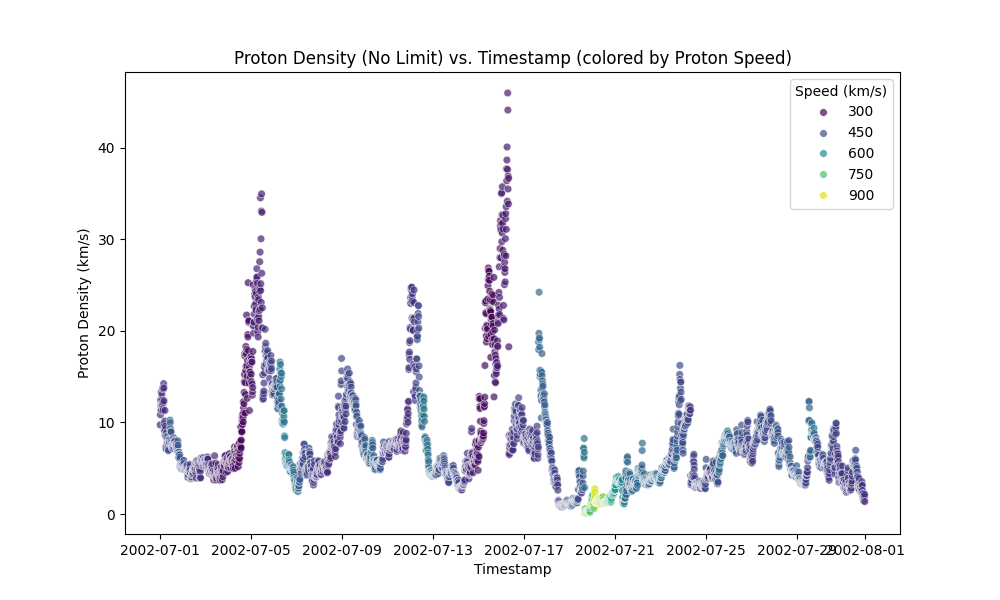 Proton Density (No Limit) vs. Timestamp (colored by Proton Speed)
Speed (km/s)
300
450
600
750
900
40
30
20
10
0
Proton Density (km/s)
2002-07-01 2002-07-05 2002-07-09 2002-07-13 2002-07-17 2002-07-21 2002-07-25 2002-07-29 2002-08-01
Timestamp